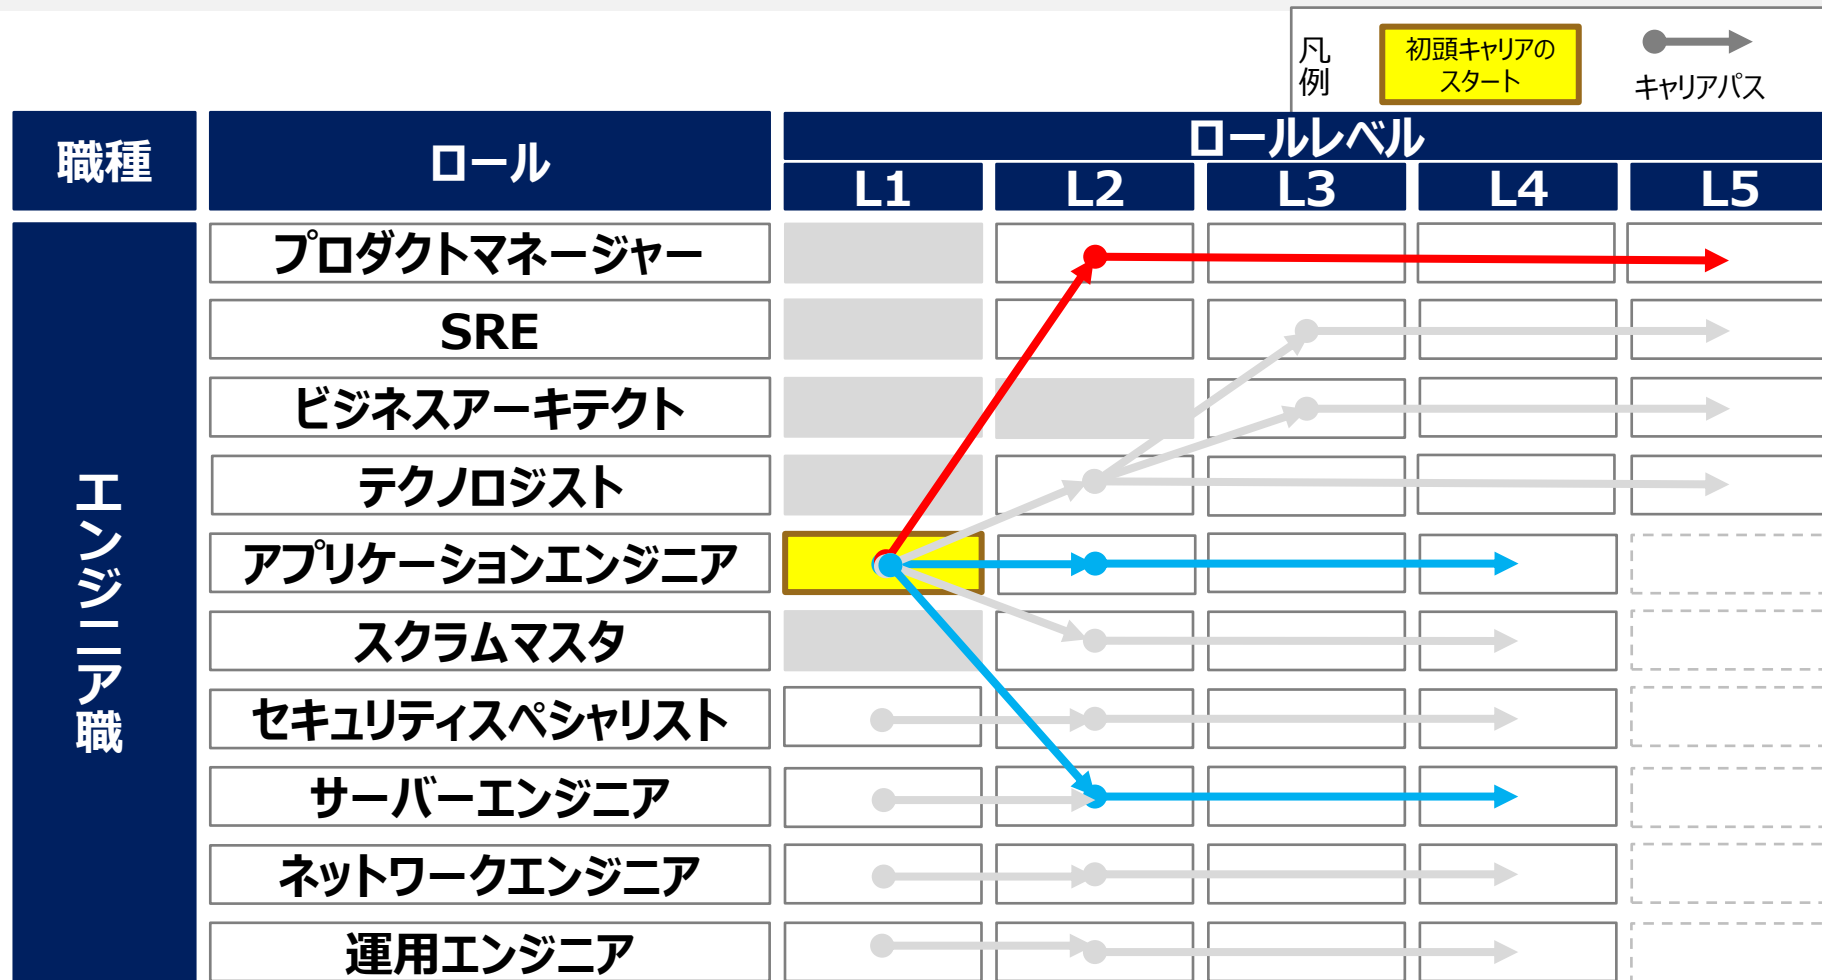 凡例
初頭キャリアの
スタート
キャリアパス
職種
ロール
ロールレベル
L1
L2
L3
L4
L5
エンジニア職
プロダクトマネージャー
SRE
ビジネスアーキテクト
テクノロジスト
アプリケーションエンジニア
スクラムマスタ
セキュリティスペシャリスト
サーバーエンジニア
ネットワークエンジニア
運用エンジニア